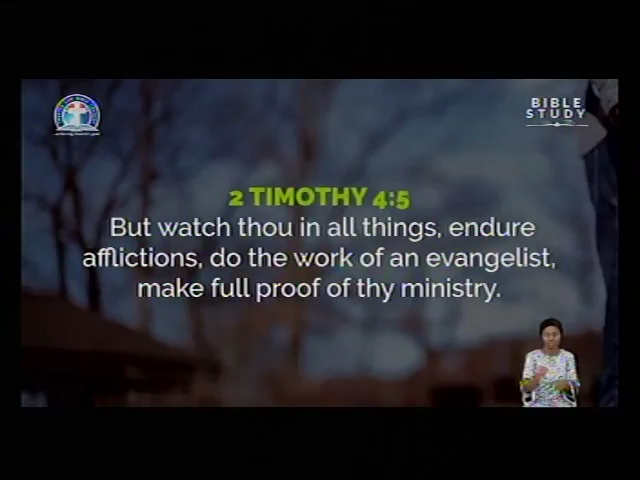 BIBLE
STUDY
2 TIMOTHY 4:5
But watch thou in all things, endure
afflictions, do the work of an evangelist,
make full proof of thy ministry.